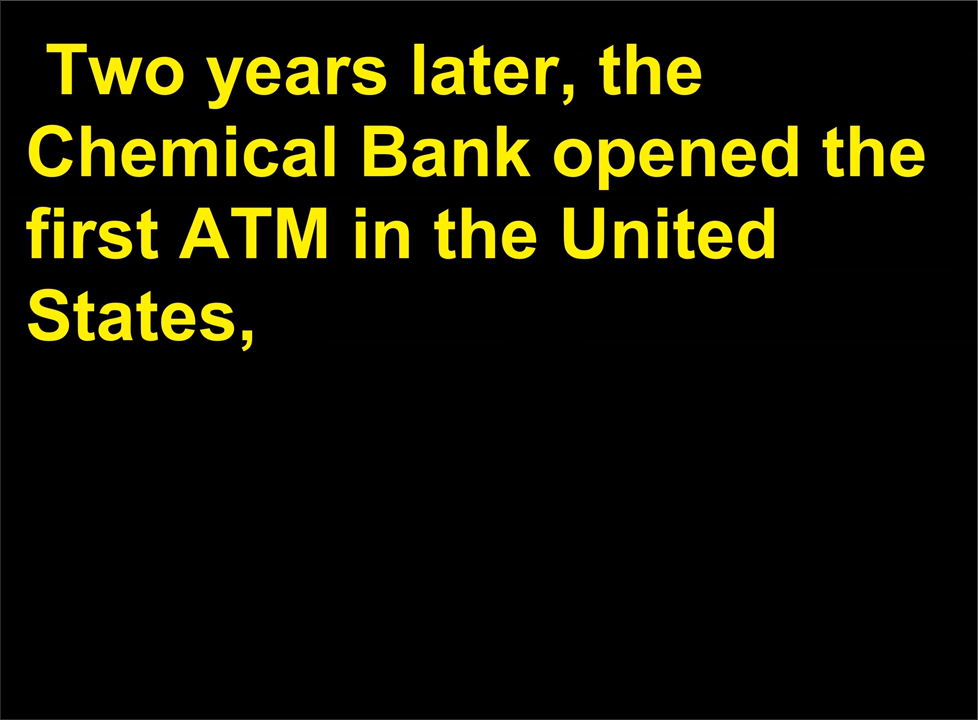 Two years later, the
Chemical Bank opened the
first ATM in the United
States,